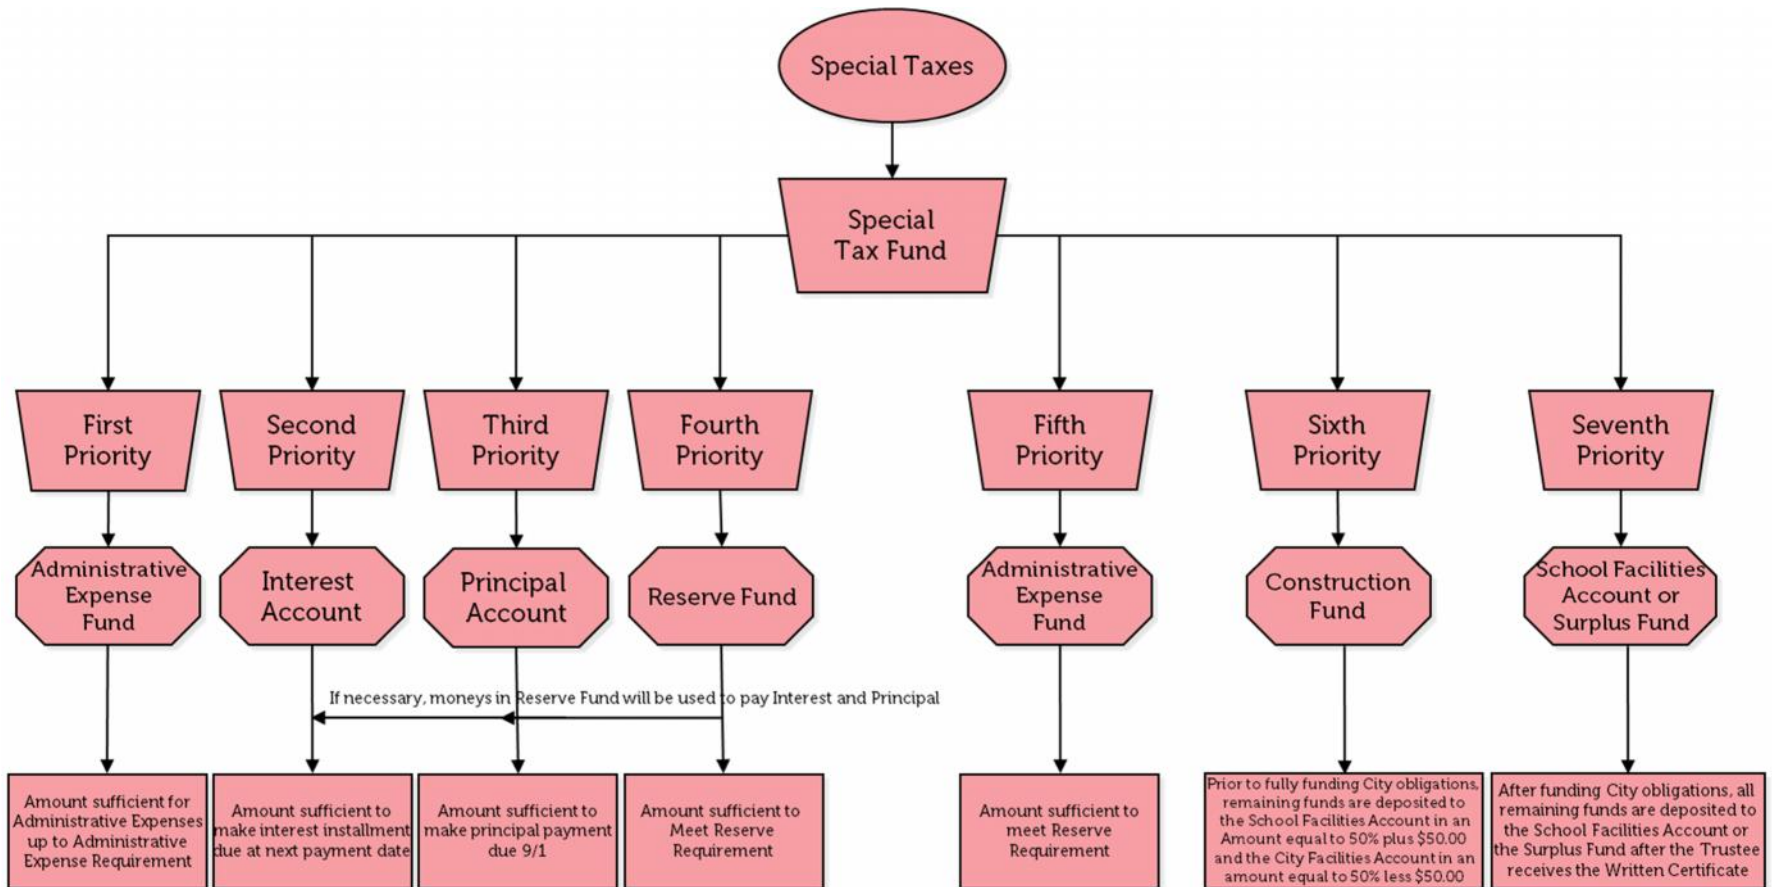 Special Taxes
Special
Tax Fund
First
Priority
Second
Priority
Third
Priority
Fourth
Priority
Fifth
Priority
Sixth
Priority
Seventh
Priority
Administrative
Expense
Fund
Interest
Account
Principal
Account
Reserve Fund
Administrative
Expense
Fund
Construction
Fund
School Facilities
Account or
Surplus Fund
If necessary, moneys in Reserve Fund will be used to pay Interest and Principal
Amount sufficient for
Administrative Expenses
up to Administrative
Expense Requirement
Amount sufficient to
make interest installment
due at next payment date
Amount sufficient to
make principal payment
due 9/1
Amount sufficient to
Meet Reserve
Requirement
Amount sufficient to
meet Reserve
Requirement
Prior to fully funding City obligations,
remaining funds are deposited to
the School Facilities Account in an
Amount equal to 50% plus $50.00
and the City Facilities Account in an
amount equal to 50% less $50.00
After funding City obligations, all
remaining funds are deposited to
the School Facilities Account or
the Surplus Fund after the Trustee
receives the Written Certificate